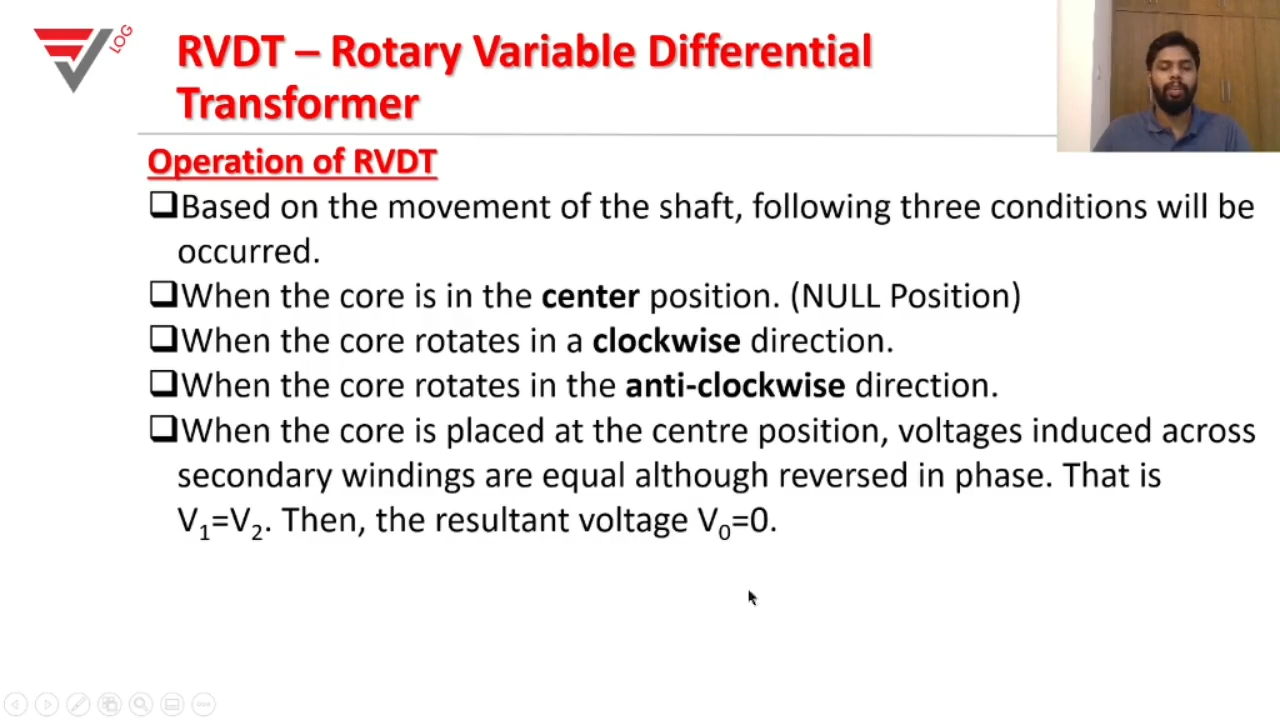 LOG
RVDT – Rotary Variable Differential
Transformer
Operation of RVDT
❑Based on the movement of the shaft, following three conditions will be
occurred.
❑When the core is in the center position. (NULL Position)
❑When the core rotates in a clockwise direction.
❑When the core rotates in the anti-clockwise direction.
❑When the core is placed at the centre position, voltages induced across
secondary windings are equal although reversed in phase. That is
V₁=V₂. Then, the resultant voltage V₀=0.